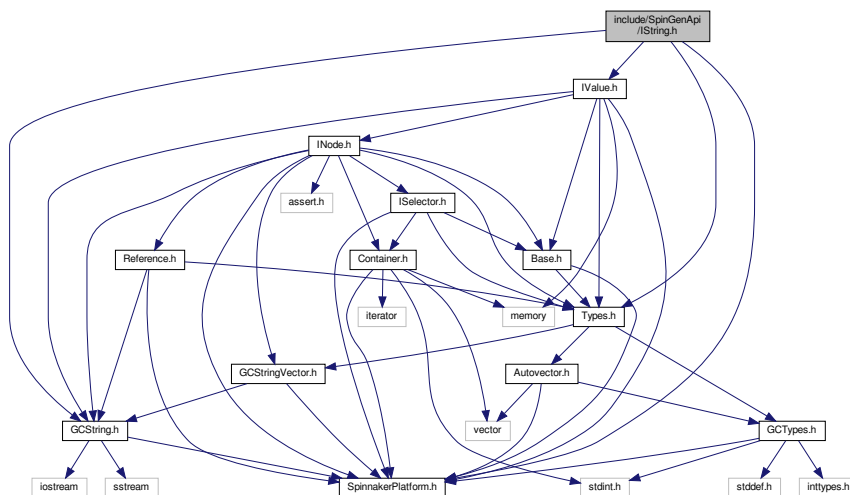 include/SpinGenApi
/IString.h
IValue.h
INode.h
assert.h
ISelector.h
Reference.h
Container.h
Base.h
iterator
memory
Types.h
GCStringVector.h
Autovector.h
GCString.h
vector
GCTypes.h
iostream
sstream
SpinnakerPlatform.h
stdint.h
stddef.h
inttypes.h